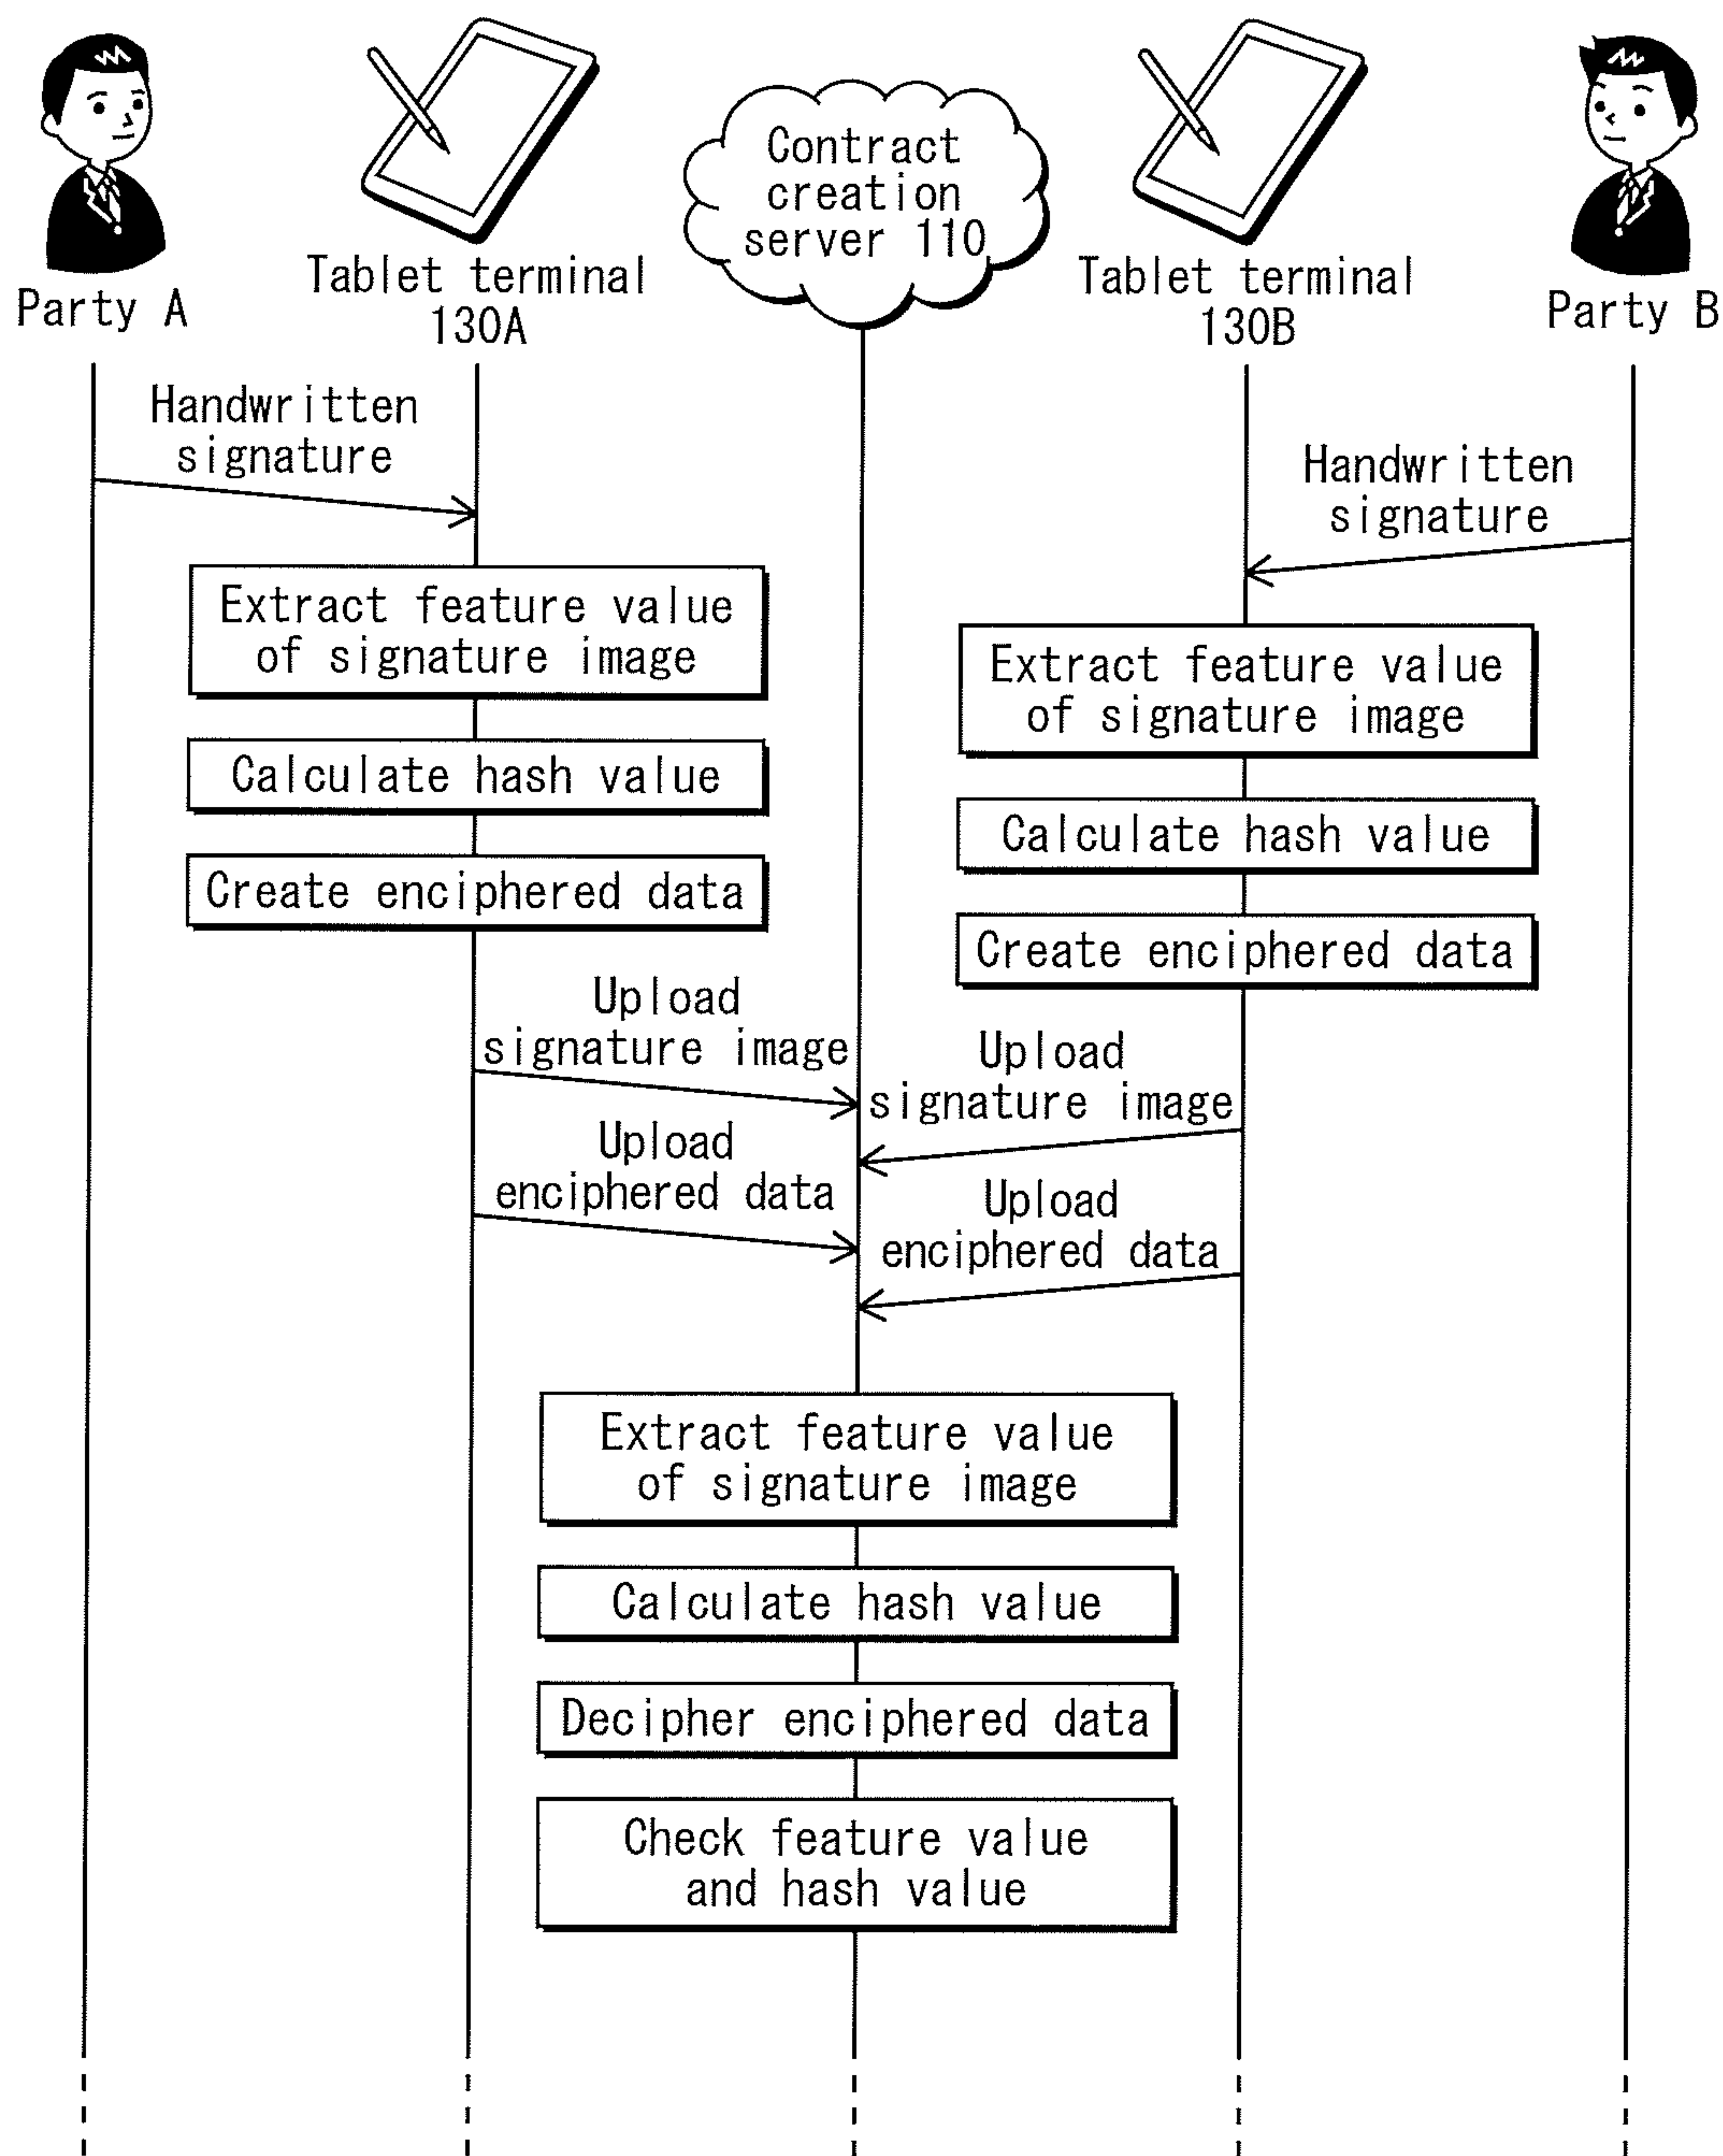 Party A
Tablet terminal
130A
Contract
creation
server 110
Tablet terminal
130B
Party B
Handwritten
signature
Handwritten
signature
Extract feature value
of signature image
Extract feature value
of signature image
Calculate hash value
Calculate hash value
Create enciphered data
Create enciphered data
Upload
signature image
Upload
signature image
Upload
enciphered data
Upload
enciphered data
Extract feature value
of signature image
Calculate hash value
Decipher enciphered data
Check feature value
and hash value